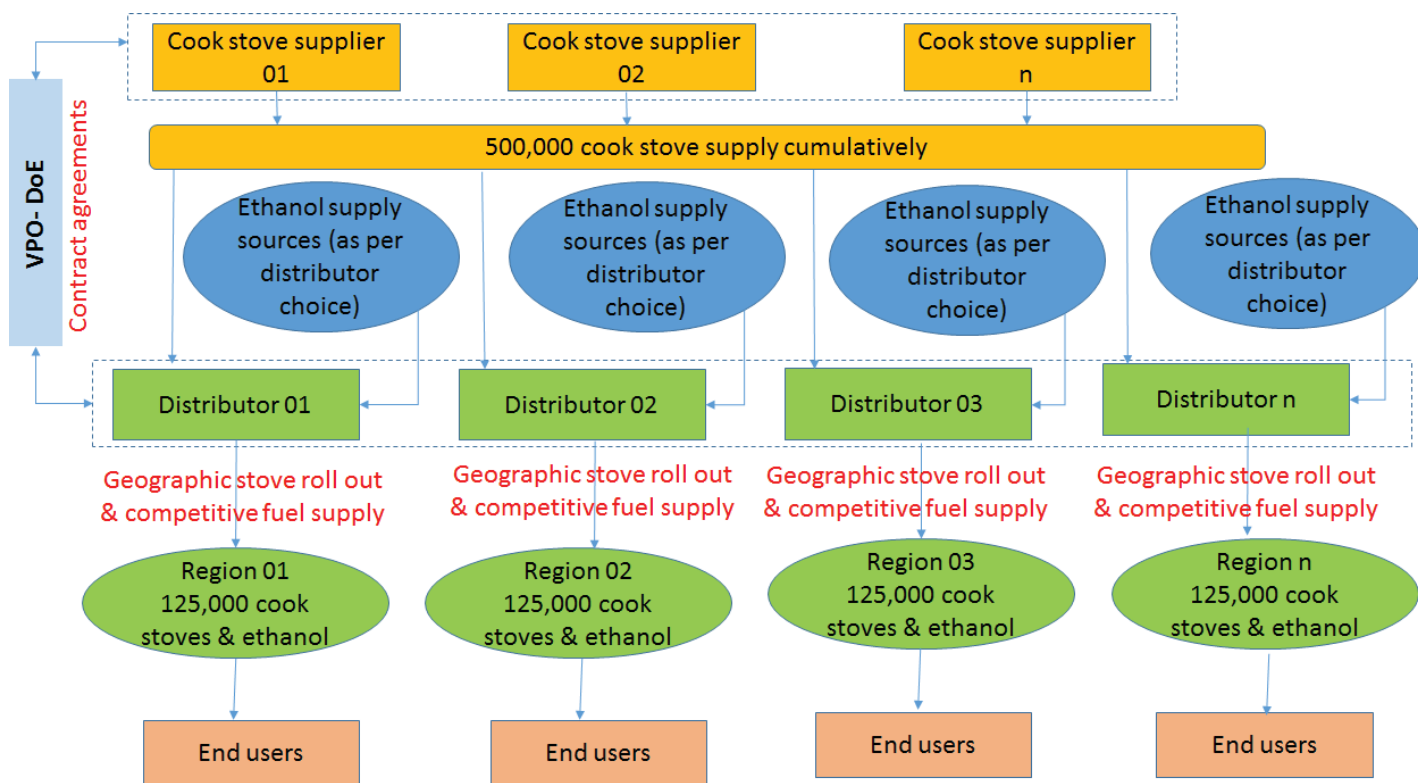 Cook stove supplier
01
Cook stove supplier
02
Cook stove supplier
n
VPO- DoE
Contract agreements
500,000 cook stove supply cumulatively
Ethanol supply
sources (as per
distributor
choice)
Ethanol supply
sources (as per
distributor
choice)
Ethanol supply
sources (as per
distributor
choice)
Ethanol supply
sources (as per
distributor
choice)
Distributor 01
Distributor 02
Distributor 03
Distributor n
Geographic stove roll out
& competitive fuel supply
Geographic stove roll out
& competitive fuel supply
Geographic stove roll out
& competitive fuel supply
Geographic stove roll out
& competitive fuel supply
Region 01
125,000 cook
stoves & ethanol
Region 02
125,000 cook
stoves & ethanol
Region 03
125,000 cook
stoves & ethanol
Region n
125,000 cook
stoves & ethanol
End users
End users
End users
End users